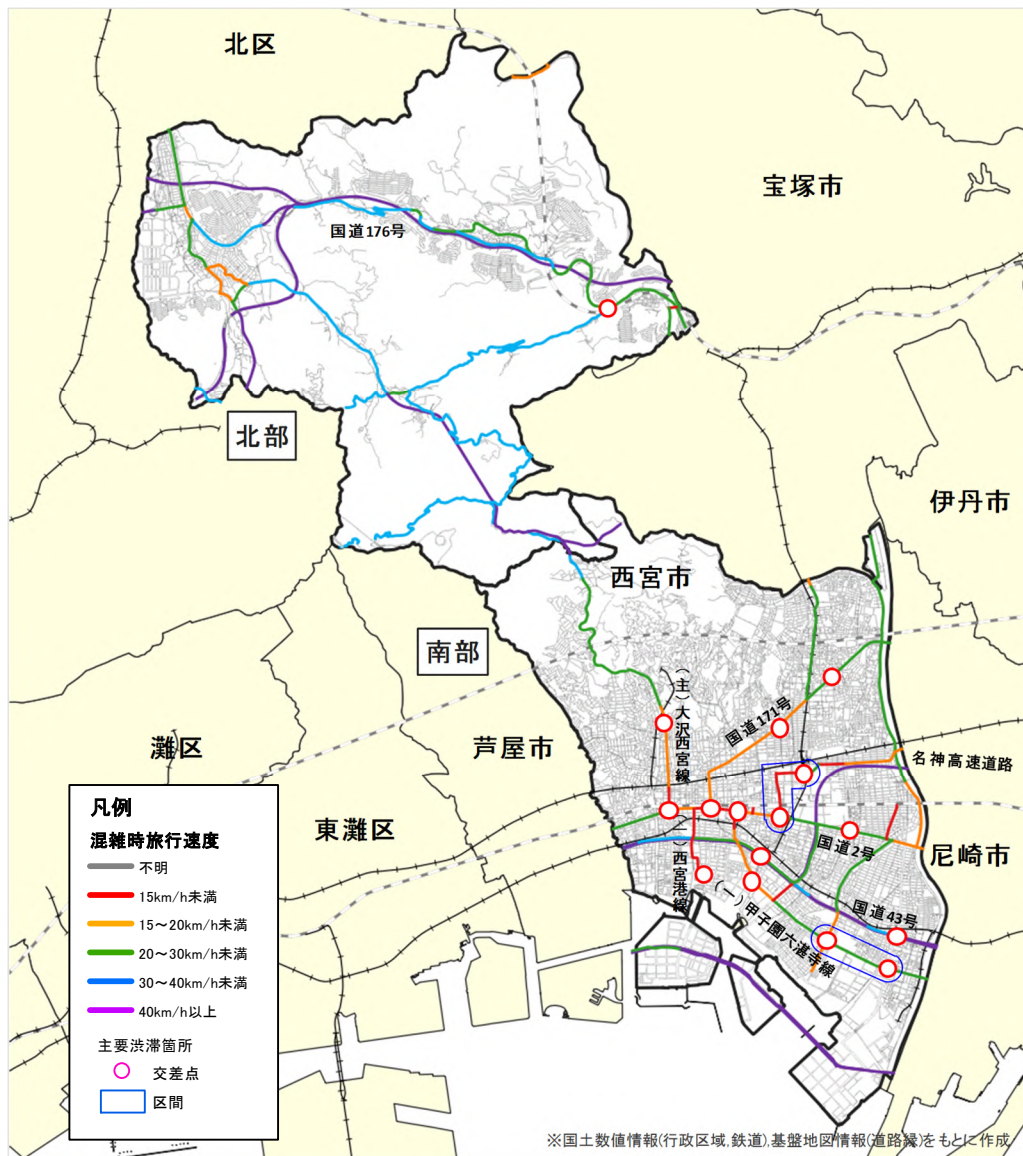 北区
宝塚市
国道176号
北部
伊丹市
西宮市
南部
(主)大沢西宮線
国道171号
芦屋市
灘区
名神高速道路
東灘区
国道2号
尼崎市
(一)西宮港線
国道43号
(一)甲子園六湛寺線
凡例
混雑時旅行速度
不明
15km/h未満
15～20km/h未満
20～30km/h未満
30～40km/h未満
40km/h以上
主要渋滞箇所
交差点
区間
※国土数値情報(行政区域,鉄道),基盤地図情報(道路縁)をもとに作成